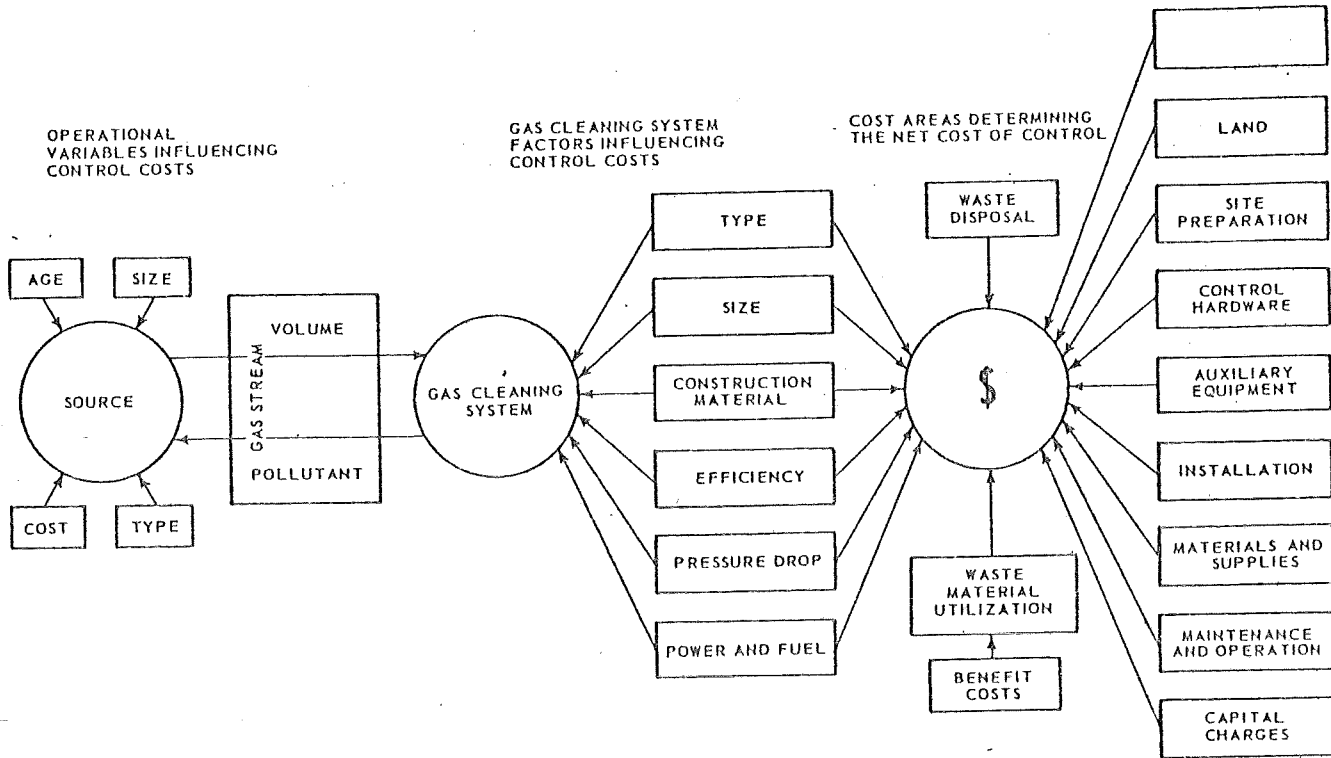 OPERATIONAL
VARIABLES INFLUENCING
CONTROL COSTS
AGE
SIZE
SOURCE
COST
TYPE
VOLUME
GAS STREAM
POLLUTANT
GAS CLEANING SYSTEM
FACTORS INFLUENCING
CONTROL COSTS
GAS CLEANING
SYSTEM
TYPE
SIZE
CONSTRUCTION
MATERIAL
EFFICIENCY
PRESSURE DROP
POWER AND FUEL
COST AREAS DETERMINING
THE NET COST OF CONTROL
WASTE
DISPOSAL
$
WASTE
MATERIAL
UTILIZATION
BENEFIT
COSTS
LAND
SITE
PREPARATION
CONTROL
HARDWARE
AUXILIARY
EQUIPMENT
INSTALLATION
MATERIALS AND
SUPPLIES
MAINTENANCE
AND OPERATION
CAPITAL
CHARGES